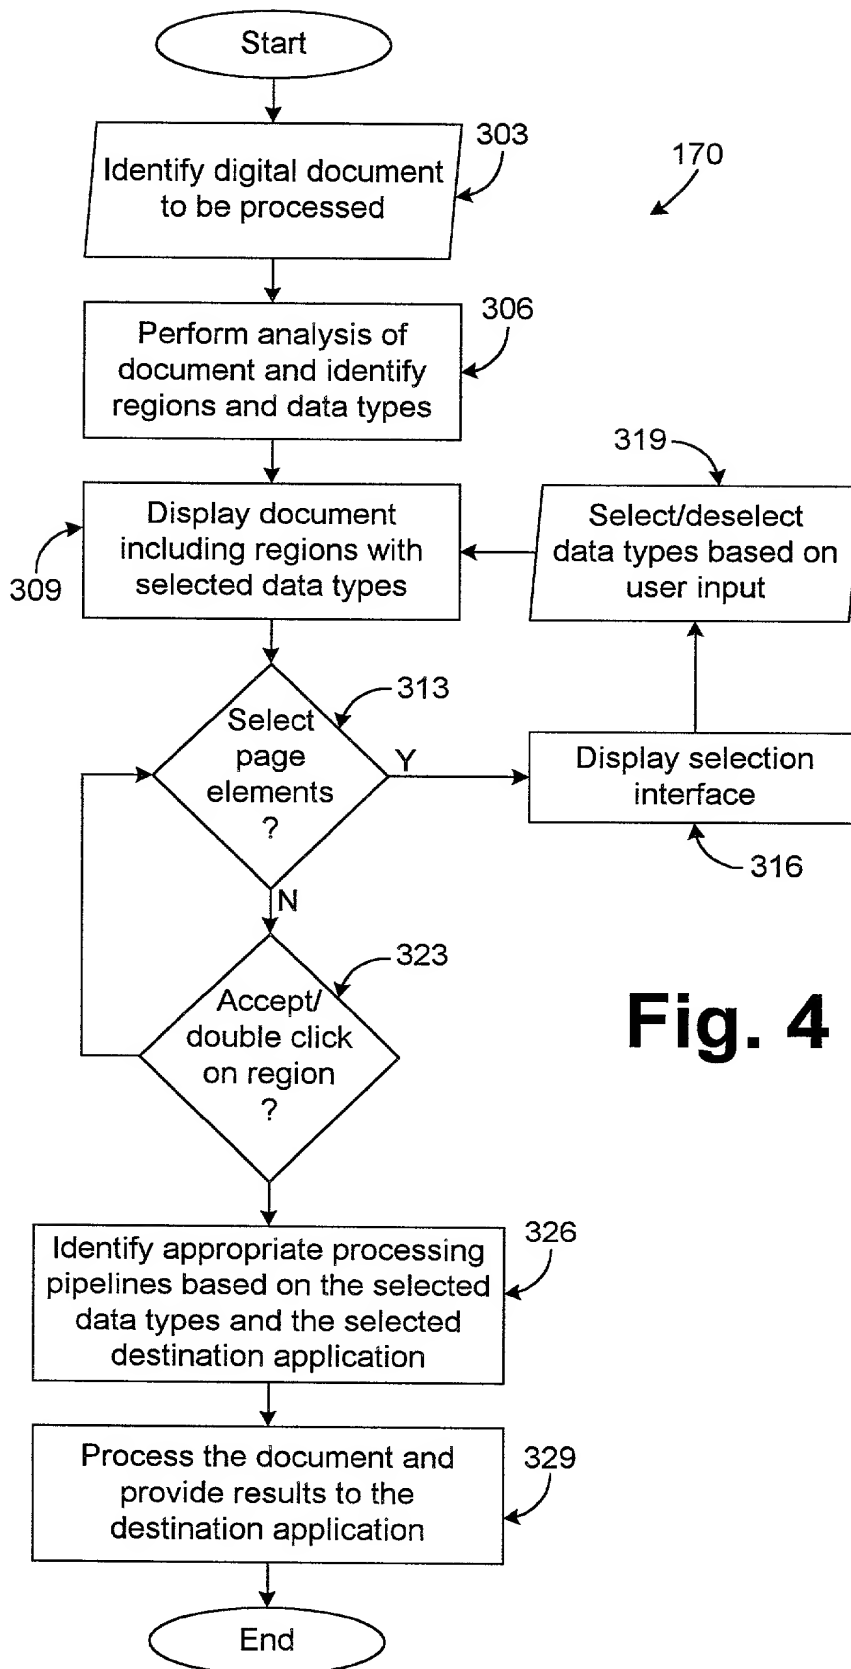 Start
303
Identify digital document
to be processed
170
306
Perform analysis of
document and identify
regions and data types
319
Display document
including regions with
selected data types
309
Select/deselect
data types based on
user input
313
Select
page
elements
?
Y
N
Display selection
interface
316
323
Accept/
double click
on region
?
Fig. 4
326
Identify appropriate processing
pipelines based on the selected
data types and the selected
destination application
329
Process the document and
provide results to the
destination application
End